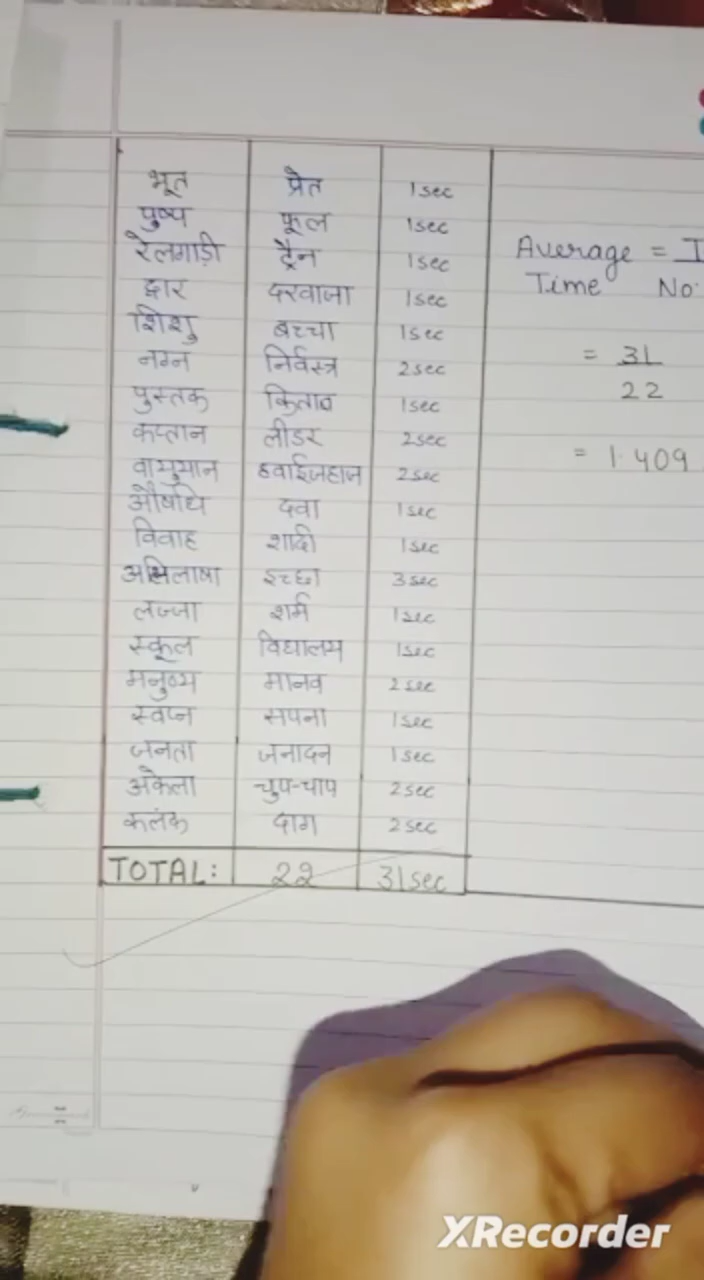 भूत प्रेत 1sec
पुष्प फूल 1sec
रेलगाड़ी ट्रैन 1sec
द्वार दरवाजा 1sec
शिशु बच्चा 1sec
नग्न निर्वस्त्र 2sec
पुस्तक किताब 1sec
कप्तान लीडर 2sec
वायुयान हवाईजहाज 2sec
औषधि दवा 1sec
विवाह शादी 1sec
अभिलाषा इच्छा 3sec
लज्जा शर्म 1sec
स्कूल विद्यालय 1sec
मनुष्य मानव 2sec
स्वप्न सपना 1sec
जनता जनादन 1sec
अकेला चुप-चाप 2sec
कलंक दाग 2sec
TOTAL: 22 31sec
Average =
Time No.
= 31
22
= 1.409
XRecorder